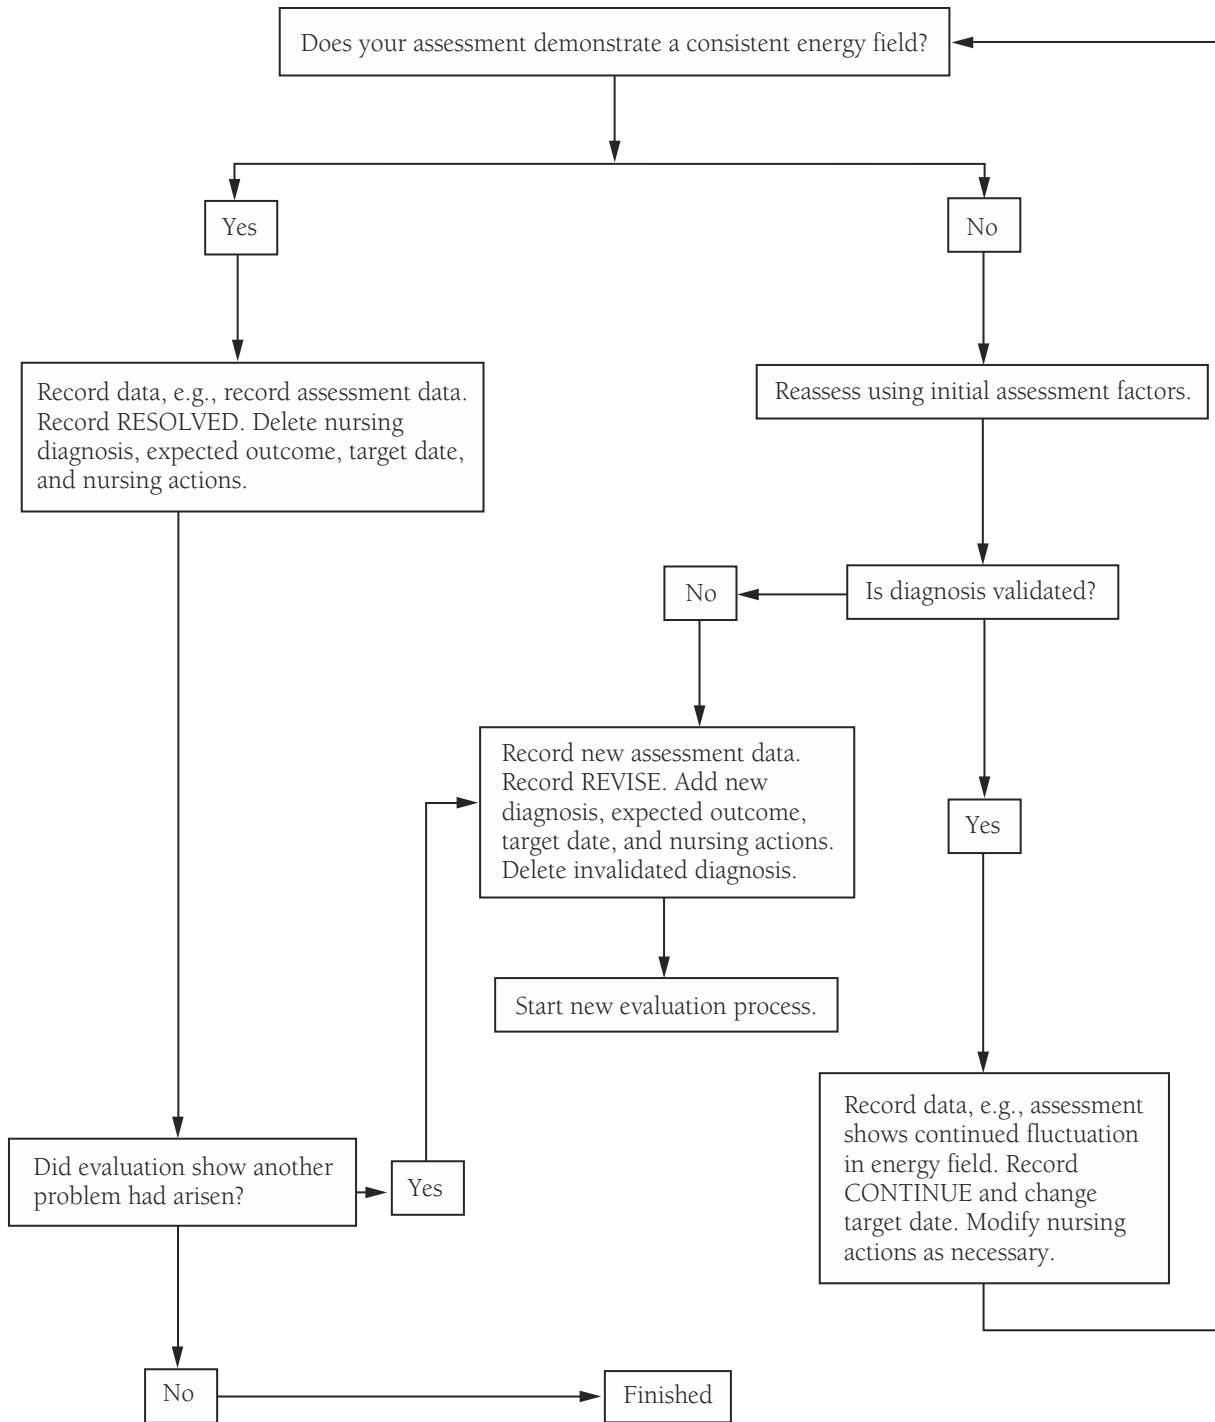 Does your assessment demonstrate a consistent energy field?
Yes
No
Record data, e.g., record assessment data.
Record RESOLVED. Delete nursing
diagnosis, expected outcome, target date,
and nursing actions.
Reassess using initial assessment factors.
Is diagnosis validated?
No
Record new assessment data.
Record REVISE. Add new
diagnosis, expected outcome,
target date, and nursing actions.
Delete invalidated diagnosis.
Yes
Start new evaluation process.
Record data, e.g., assessment
shows continued fluctuation
in energy field. Record
CONTINUE and change
target date. Modify nursing
actions as necessary.
Did evaluation show another
problem had arisen?
Yes
No
Finished